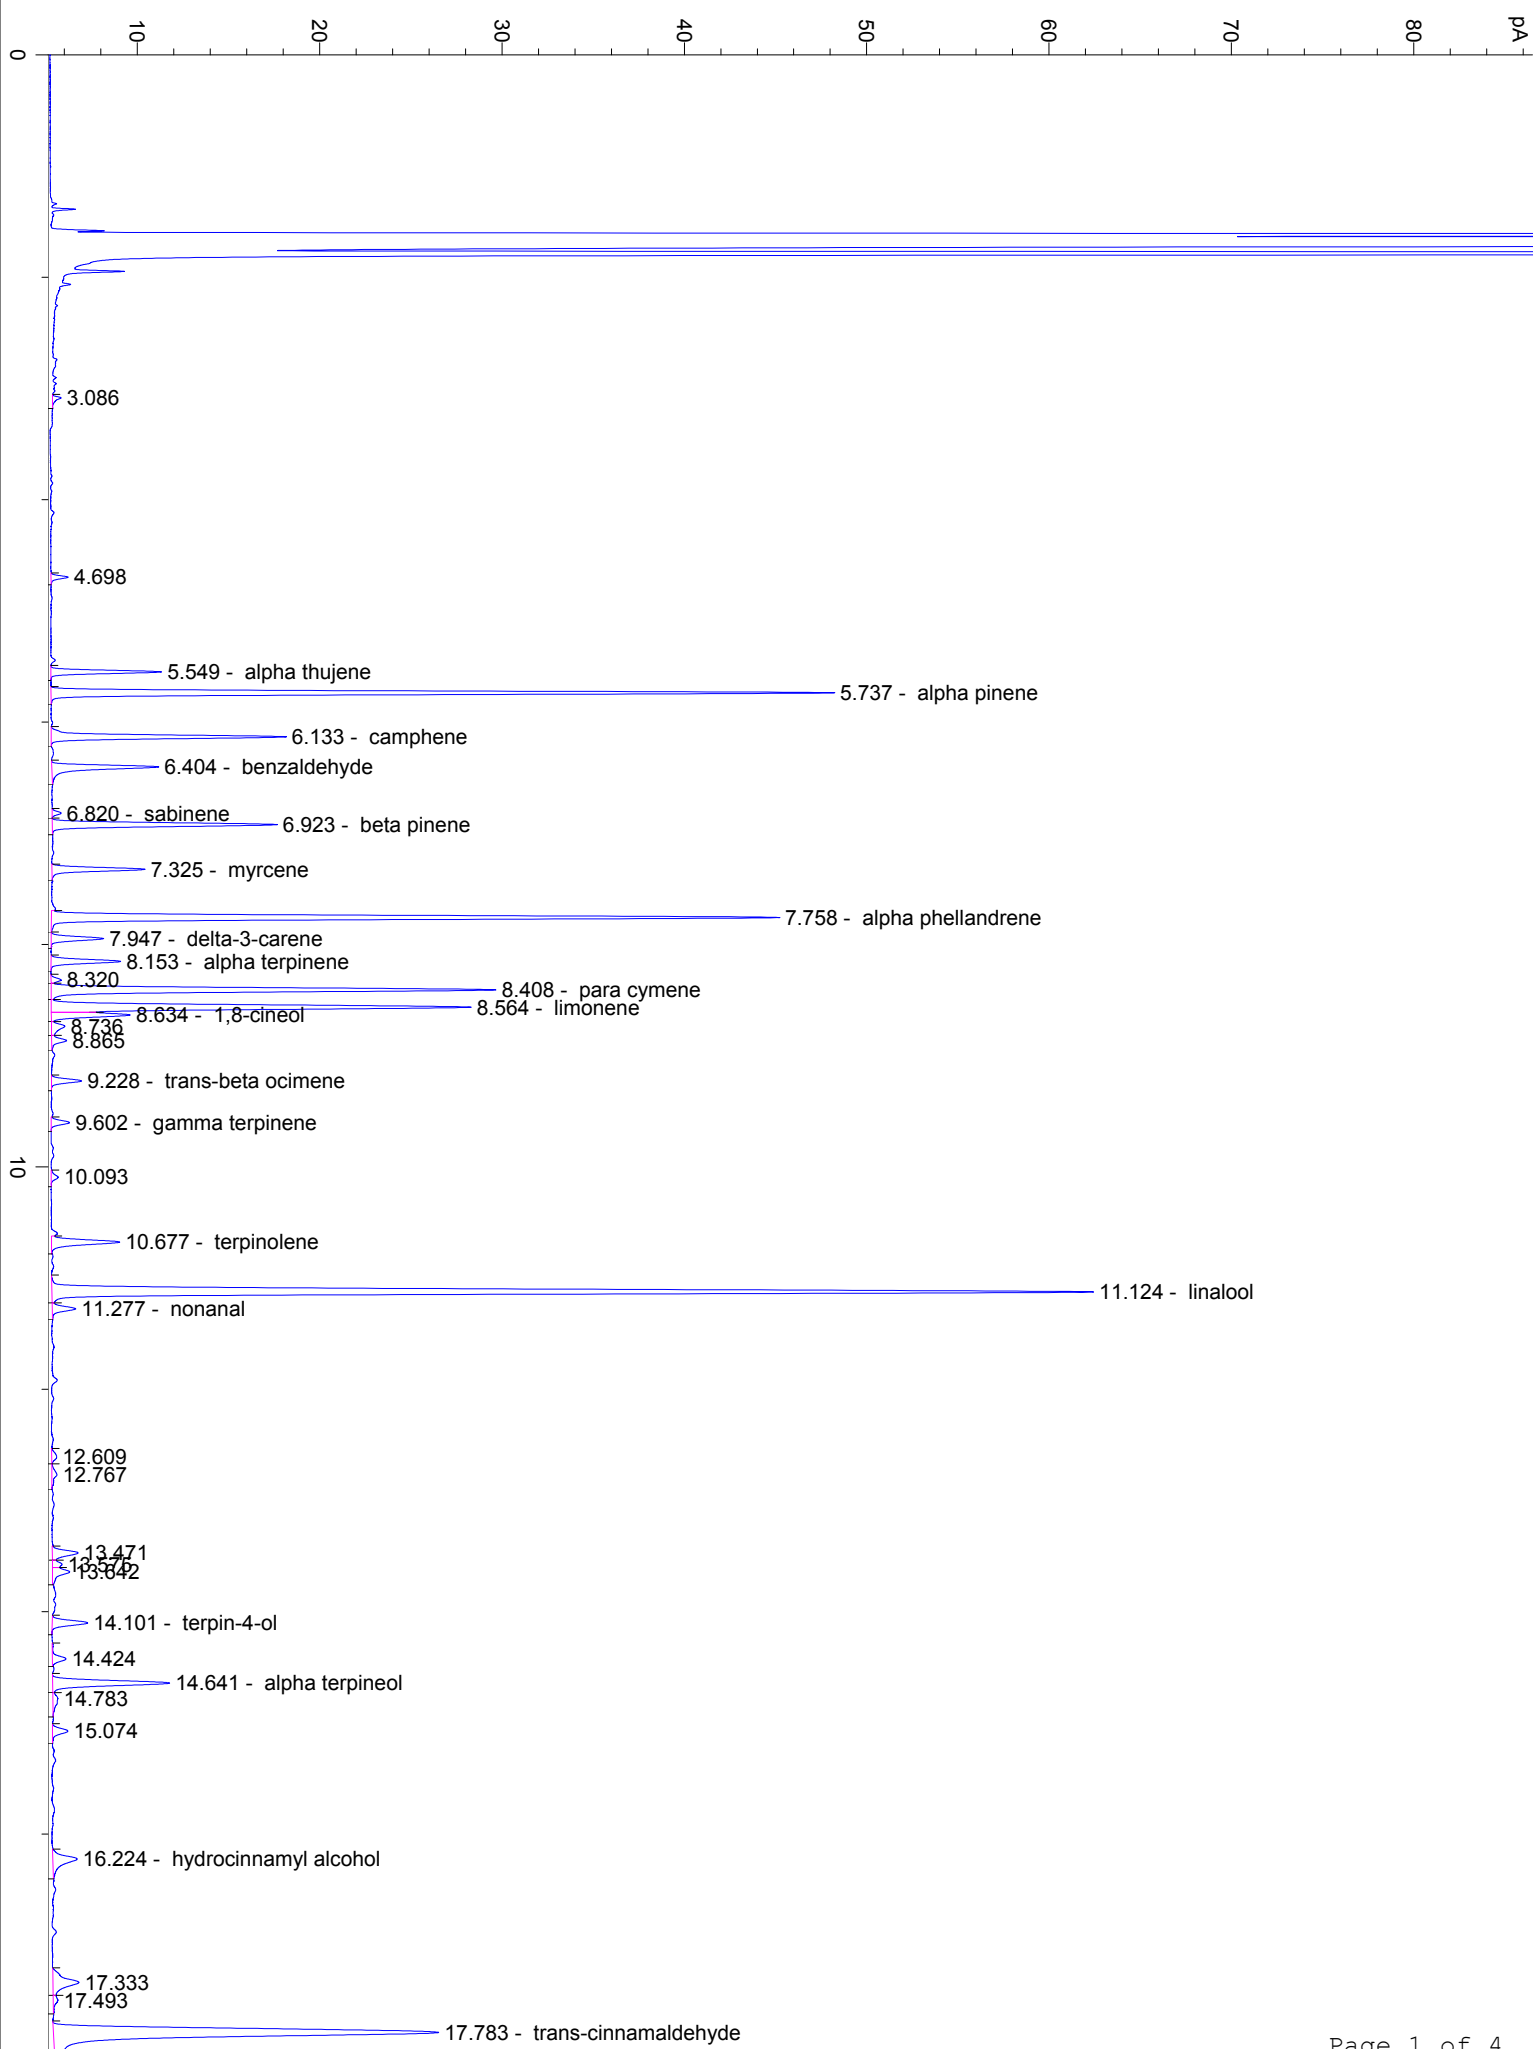 pA
10
20
30
40
50
60
70
80
0
3.086
4.698
5.549 - alpha thujene
5.737 - alpha pinene
6.133 - camphene
6.404 - benzaldehyde
6.820 - sabinene
6.923 - beta pinene
7.325 - myrcene
7.758 - alpha phellandrene
7.947 - delta-3-carene
8.153 - alpha terpinene
8.320
8.408 - para cymene
8.564 - limonene
8.634 - 1,8-cineol
8.736
8.865
9.228 - trans-beta ocimene
9.602 - gamma terpinene
10
10.093
10.677 - terpinolene
11.124 - linalool
11.277 - nonanal
12.609
12.767
13.471
13.576
13.642
14.101 - terpin-4-ol
14.424
14.641 - alpha terpineol
14.783
15.074
16.224 - hydrocinnamyl alcohol
17.333
17.493
17.783 - trans-cinnamaldehyde
Page 1 of 4